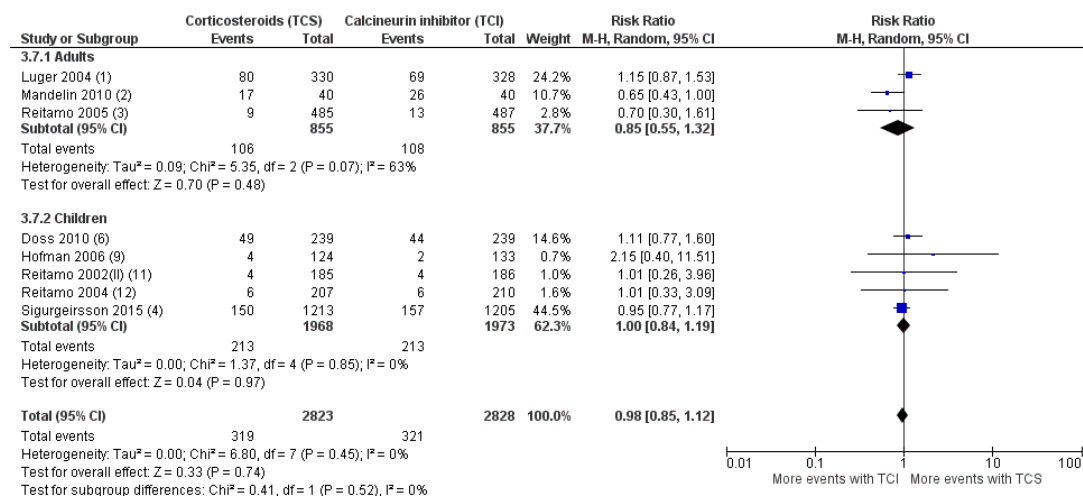 Corticosteroids (TCS) Calcineurin inhibitor (TCI) Risk Ratio Risk Ratio
Study or Subgroup Events Total Events Total Weight M-H, Random, 95% CI M-H, Random, 95% CI
3.7.1 Adults
Luger 2004 (1) 80 330 69 328 24.2% 1.15 [0.87, 1.53]
Mandelin 2010 (2) 17 40 26 40 10.7% 0.65 [0.43, 1.00]
Reitamo 2005 (3) 9 485 13 487 2.8% 0.70 [0.30, 1.61]
Subtotal (95% CI) 855 855 37.7% 0.85 [0.55, 1.32]
Total events 106 108
Heterogeneity: Tau² = 0.09; Chi² = 5.35, df = 2 (P = 0.07); I² = 63%
Test for overall effect: Z = 0.70 (P = 0.48)
3.7.2 Children
Doss 2010 (6) 49 239 44 239 14.6% 1.11 [0.77, 1.60]
Hofman 2006 (9) 4 124 2 133 0.7% 2.15 [0.40, 11.51]
Reitamo 2002(II) (11) 4 185 4 186 1.0% 1.01 [0.26, 3.96]
Reitamo 2004 (12) 6 207 6 210 1.6% 1.01 [0.33, 3.09]
Sigurgeirsson 2015 (4) 150 1213 157 1205 44.5% 0.95 [0.77, 1.17]
Subtotal (95% CI) 1968 1973 62.3% 1.00 [0.84, 1.19]
Total events 213 213
Heterogeneity: Tau² = 0.00; Chi² = 1.37, df = 4 (P = 0.85); I² = 0%
Test for overall effect: Z = 0.04 (P = 0.97)
Total (95% CI) 2823 2828 100.0% 0.98 [0.85, 1.12]
Total events 319 321
Heterogeneity: Tau² = 0.00; Chi² = 6.80, df = 7 (P = 0.45); I² = 0%
Test for overall effect: Z = 0.33 (P = 0.74)
Test for subgroup differences: Chi² = 0.41, df = 1 (P = 0.52), I² = 0%
0.01 0.1 1 10 100
More events with TCI More events with TCS